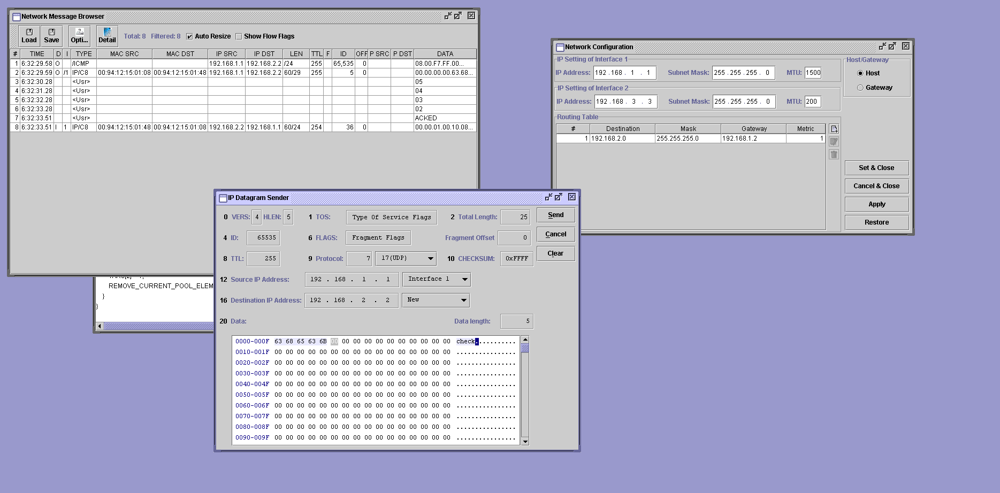 Network Message Browser
Load Save Opti... Detail Total: 8 Filtered: 8 Auto Resize Show Flow Flags
# TIME D I TYPE MAC SRC MAC DST IP SRC IP DST LEN TTL F ID OFF P SRC P DST DATA
1 6:32:29.58 O /ICMP 192.168.1.1 192.168.2.2 /24 255 65,535 0 08.00.F7.FF.00...
2 6:32:29.59 O /1 IP/C8 00:94:12:15:01:08 00:94:12:15:01:48 192.168.1.1 192.168.2.2 60/29 255 5 0 00.00.00.00.63.68...
3 6:32:30.28 <Usr> 05
4 6:32:31.28 <Usr> 04
5 6:32:32.28 <Usr> 03
6 6:32:33.28 <Usr> 02
7 6:32:33.51 <Usr> ACKED
8 6:32:33.51 I 1 IP/C8 00:94:12:15:01:48 00:94:12:15:01:08 192.168.2.2 192.168.1.1 60/24 254 36 0 00.00.01.00.10.08...
REMOVE_CURRENT_POOL_ELEM
}
}
Network Configuration
IP Setting of Interface 1
IP Address: 192 . 168 . 1 . 1 Subnet Mask: 255 . 255 . 255 . 0 MTU: 1500
IP Setting of Interface 2
IP Address: 192 . 168 . 3 . 3 Subnet Mask: 255 . 255 . 255 . 0 MTU: 200
Routing Table
# Destination Mask Gateway Metric
1 192.168.2.0 255.255.255.0 192.168.1.2 1
Host/Gateway
Host
Gateway
Set & Close
Cancel & Close
Apply
Restore
IP Datagram Sender
0 VERS: 4 HLEN: 5 1 TOS: Type Of Service Flags 2 Total Length: 25 Send
4 ID: 65535 6 FLAGS: Fragment Flags Fragment Offset 0 Cancel
8 TTL: 255 9 Protocol: 7 17(UDP) 10 CHECKSUM: 0xFFFF Clear
12 Source IP Address: 192 . 168 . 1 . 1 Interface 1
16 Destination IP Address: 192 . 168 . 2 . 2 New
20 Data: Data length: 5
0000-000F 63 68 65 63 6B 00 00 00 00 00 00 00 00 00 00 00 check...........
0010-001F 00 00 00 00 00 00 00 00 00 00 00 00 00 00 00 00 ................
0020-002F 00 00 00 00 00 00 00 00 00 00 00 00 00 00 00 00 ................
0030-003F 00 00 00 00 00 00 00 00 00 00 00 00 00 00 00 00 ................
0040-004F 00 00 00 00 00 00 00 00 00 00 00 00 00 00 00 00 ................
0050-005F 00 00 00 00 00 00 00 00 00 00 00 00 00 00 00 00 ................
0060-006F 00 00 00 00 00 00 00 00 00 00 00 00 00 00 00 00 ................
0070-007F 00 00 00 00 00 00 00 00 00 00 00 00 00 00 00 00 ................
0080-008F 00 00 00 00 00 00 00 00 00 00 00 00 00 00 00 00 ................
0090-009F 00 00 00 00 00 00 00 00 00 00 00 00 00 00 00 00 ................